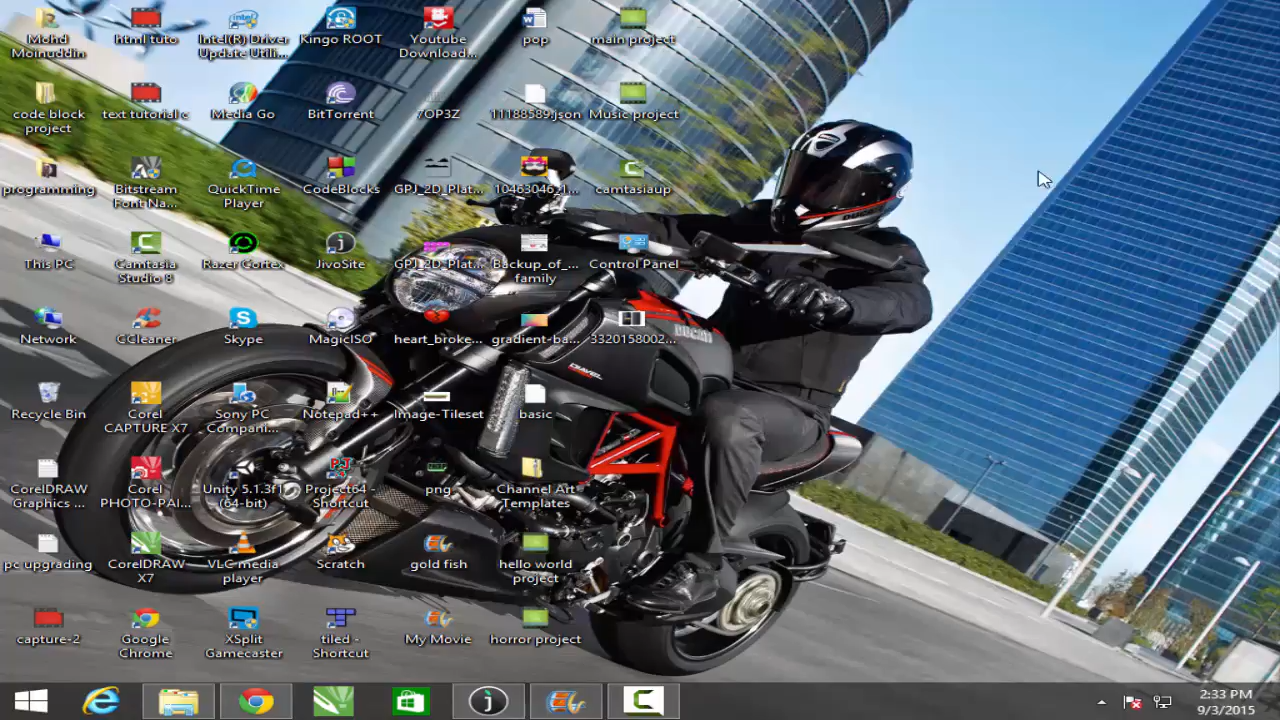 Mohd
Moinuddin
html tuto
Intel(R) Driver
Update Utili...
Kingo ROOT
Youtube
Download...
pop
main project
code block
project
text tutorial c
Media Go
BitTorrent
7OP3Z
11188589.json
Music project
programming
Bitstream
Font Na...
QuickTime
Player
CodeBlocks
GPJ_2D_Plat...
10463046_1...
camtasiaup
This PC
Camtasia
Studio 8
Razer Cortex
JivoSite
GPJ_2D_Plat...
Backup_of_...
family
Control Panel
Network
CCleaner
Skype
MagicISO
heart_broke...
gradient-ba...
3320158002...
Recycle Bin
Corel
CAPTURE X7
Sony PC
Compani...
Notepad++
Image-Tileset
basic
CorelDRAW
Graphics ...
Corel
PHOTO-PAI...
Unity 5.1.3f1
(64-bit)
Project64 -
Shortcut
png
Channel Art
Templates
pc upgrading
CorelDRAW
X7
VLC media
player
Scratch
gold fish
hello world
project
capture-2
Google
Chrome
XSplit
Gamecaster
tiled -
Shortcut
My Movie
horror project
DUCATI
DIAVEL
DUCATI
2:33 PM
9/3/2015